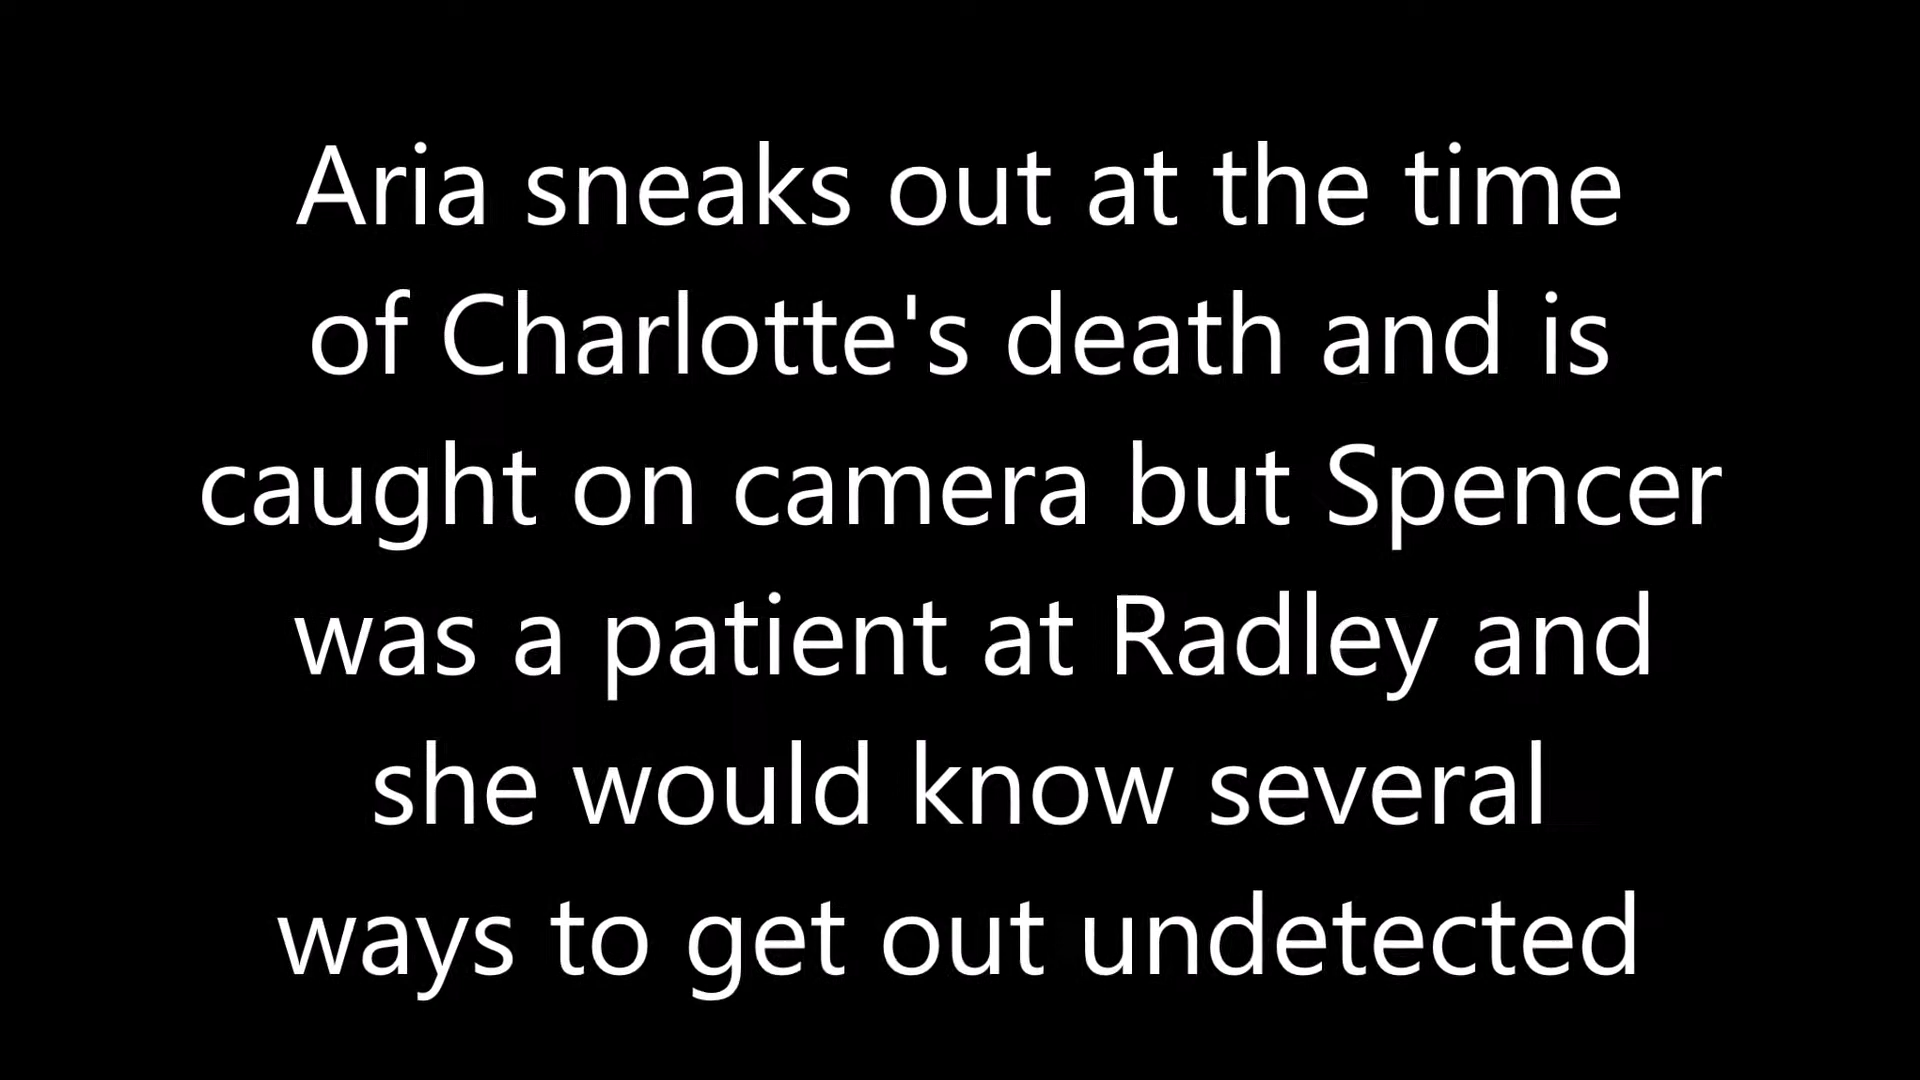 Aria sneaks out at the time
of Charlotte's death and is
caught on camera but Spencer
was a patient at Radley and
she would know several
ways to get out undetected